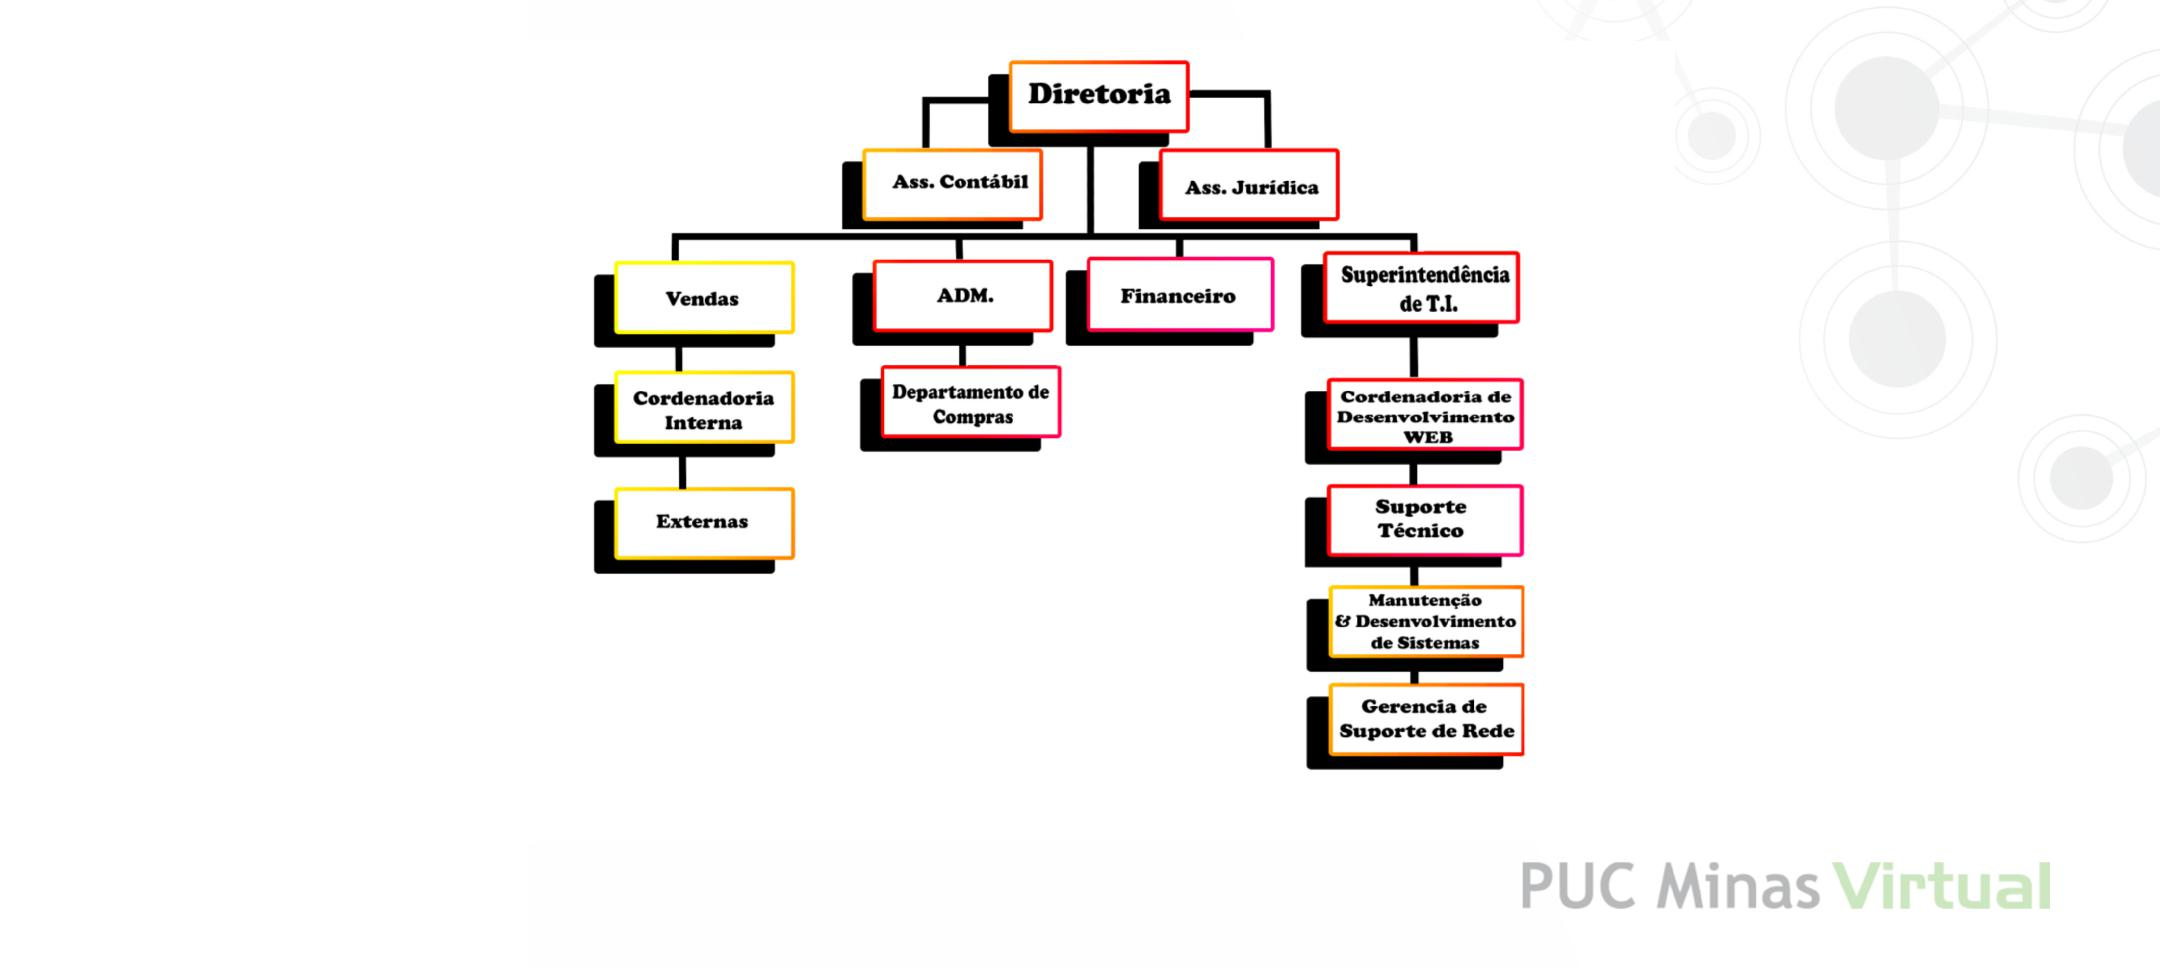 Diretoria
Ass. Contábil
Ass. Jurídica
Vendas
ADM.
Financeiro
Superintendência
de T.I.
Cordenadoria
Interna
Departamento de
Compras
Cordenadoria de
Desenvolvimento
WEB
Externas
Suporte
Técnico
Manutenção
& Desenvolvimento
de Sistemas
Gerencia de
Suporte de Rede
PUC Minas Virtual